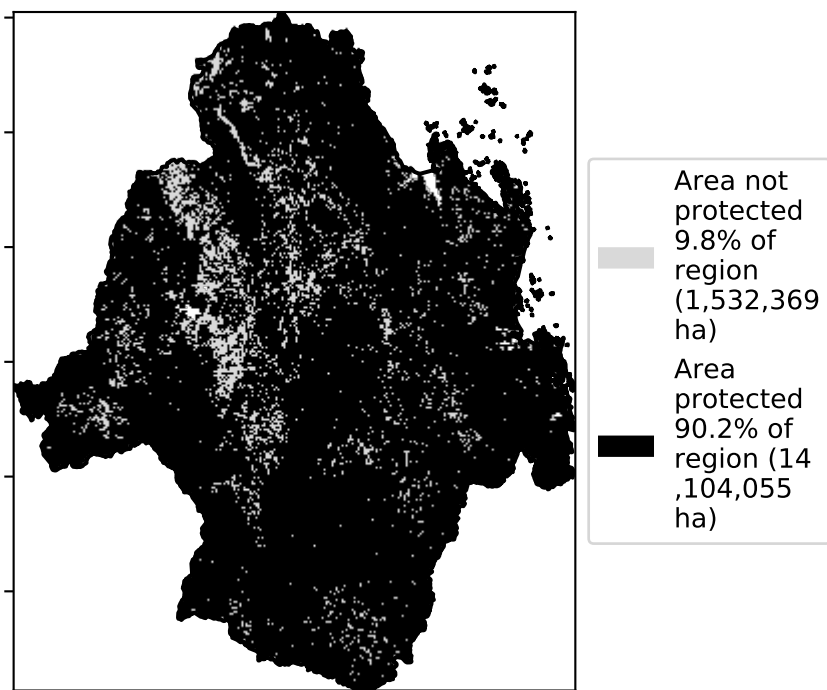 Area not
protected
9.8% of
region
(1,532,369
ha)
Area
protected
90.2% of
region (14
,104,055
ha)